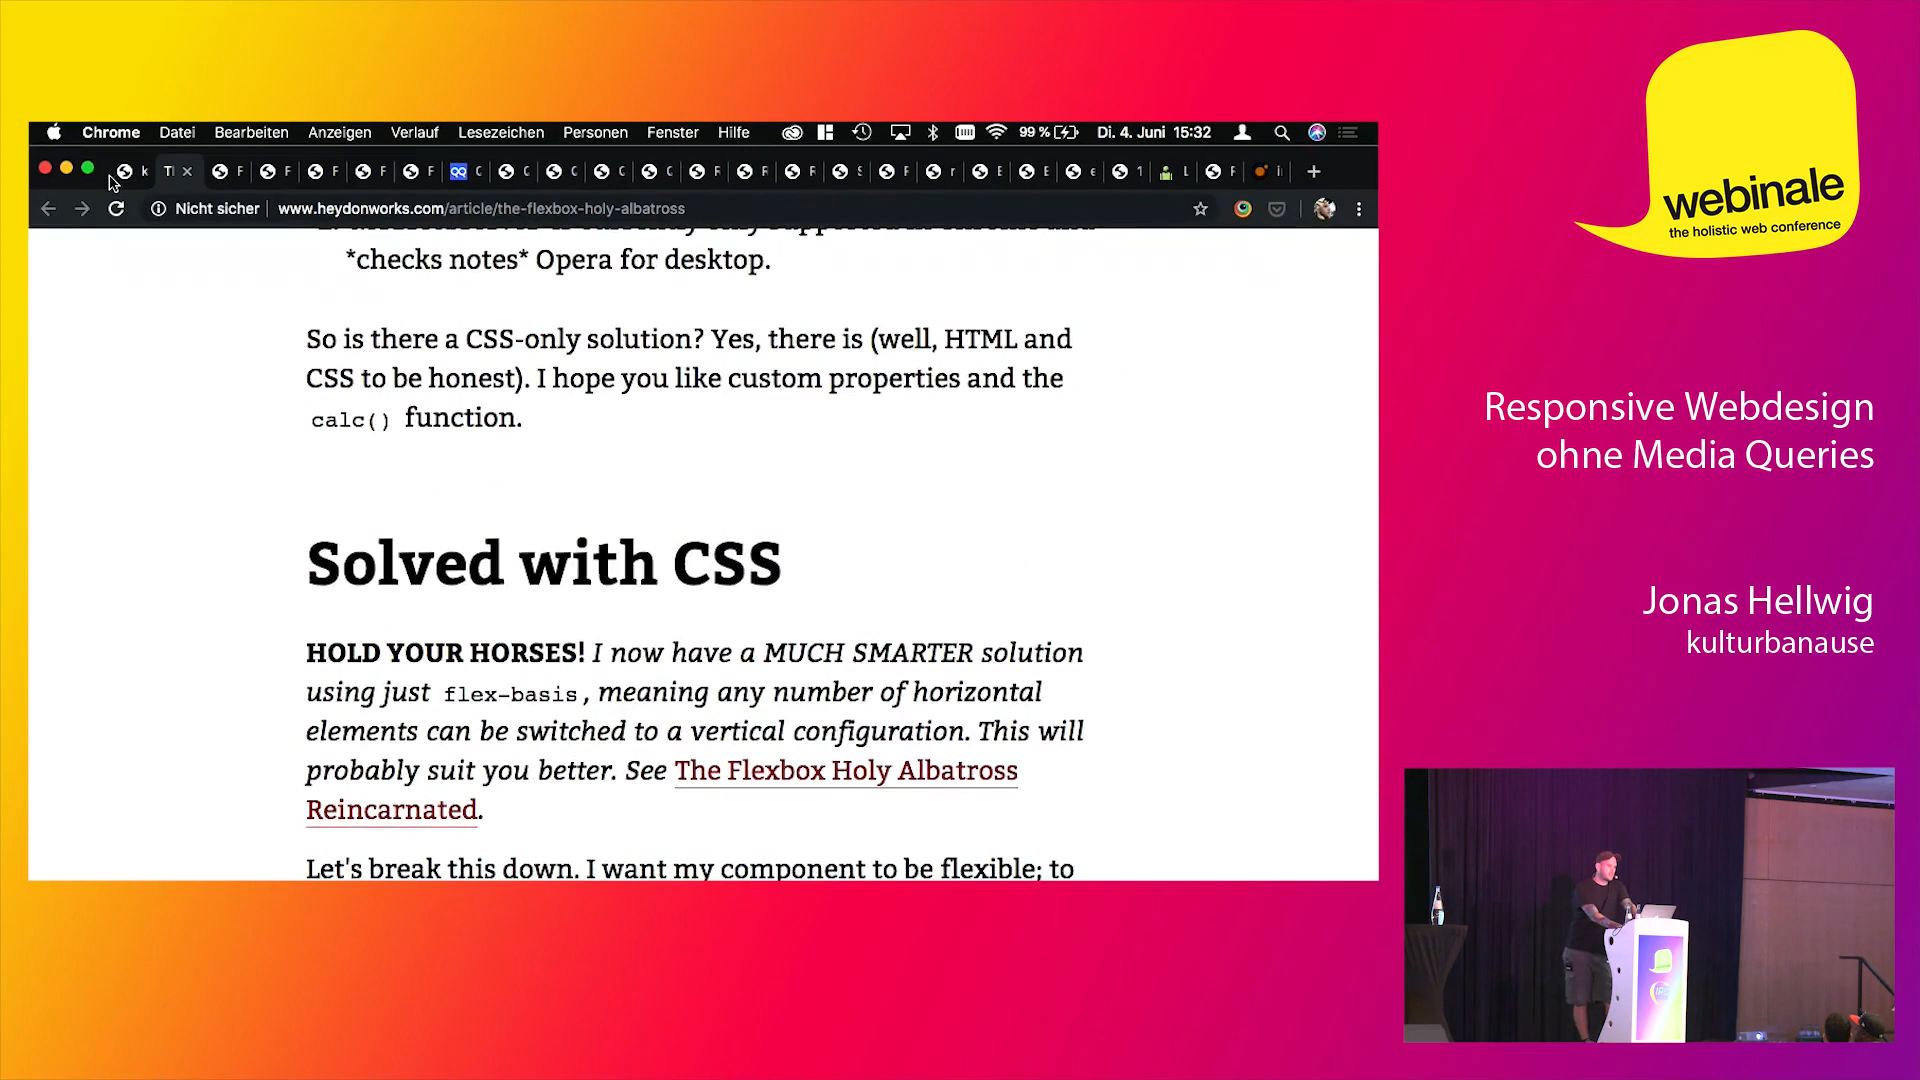 Chrome Datei Bearbeiten Anzeigen Verlauf Lesezeichen Personen Fenster Hilfe 99 % Di. 4. Juni 15:32
Nicht sicher www.heydonworks.com/article/the-flexbox-holy-albatross
*checks notes* Opera for desktop.
So is there a CSS-only solution? Yes, there is (well, HTML and
CSS to be honest). I hope you like custom properties and the
calc() function.
Solved with CSS
HOLD YOUR HORSES! I now have a MUCH SMARTER solution
using just flex-basis, meaning any number of horizontal
elements can be switched to a vertical configuration. This will
probably suit you better. See The Flexbox Holy Albatross
Reincarnated.
Let's break this down. I want my component to be flexible; to
webinale
the holistic web conference
Responsive Webdesign
ohne Media Queries
Jonas Hellwig
kulturbanause